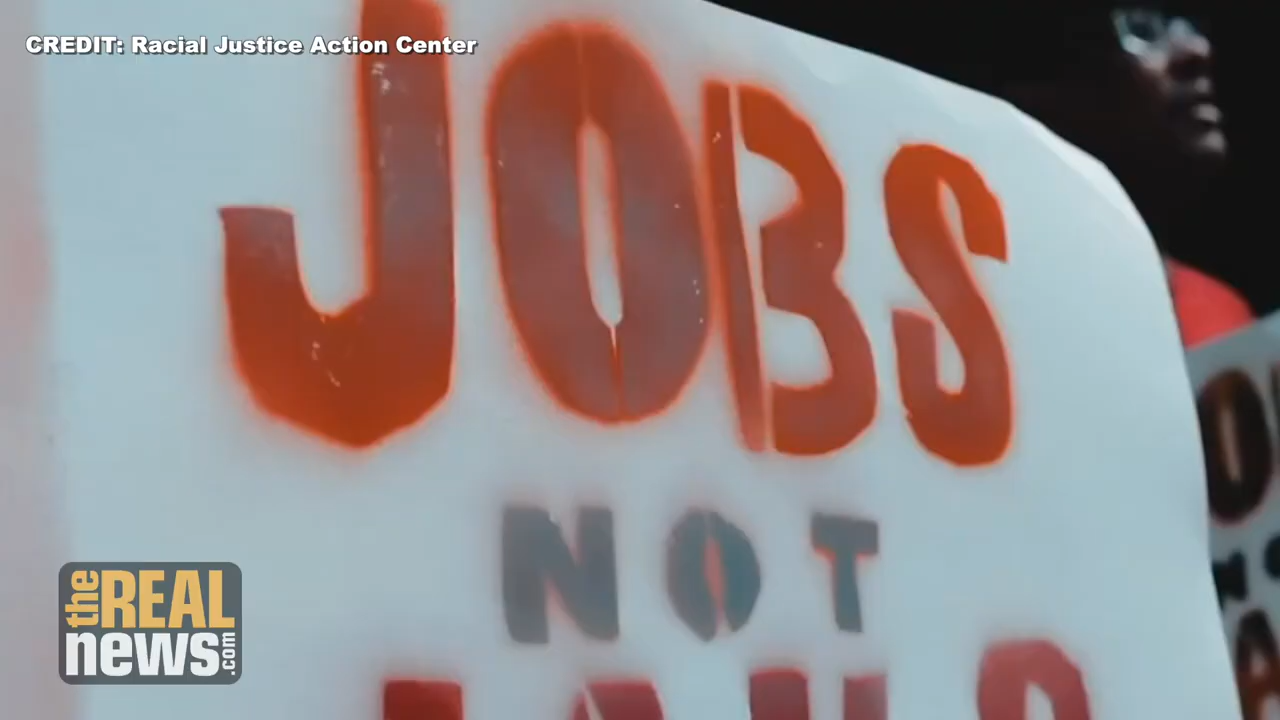 CREDIT: Racial Justice Action Center
JOBS
NOT
the REAL
news.com